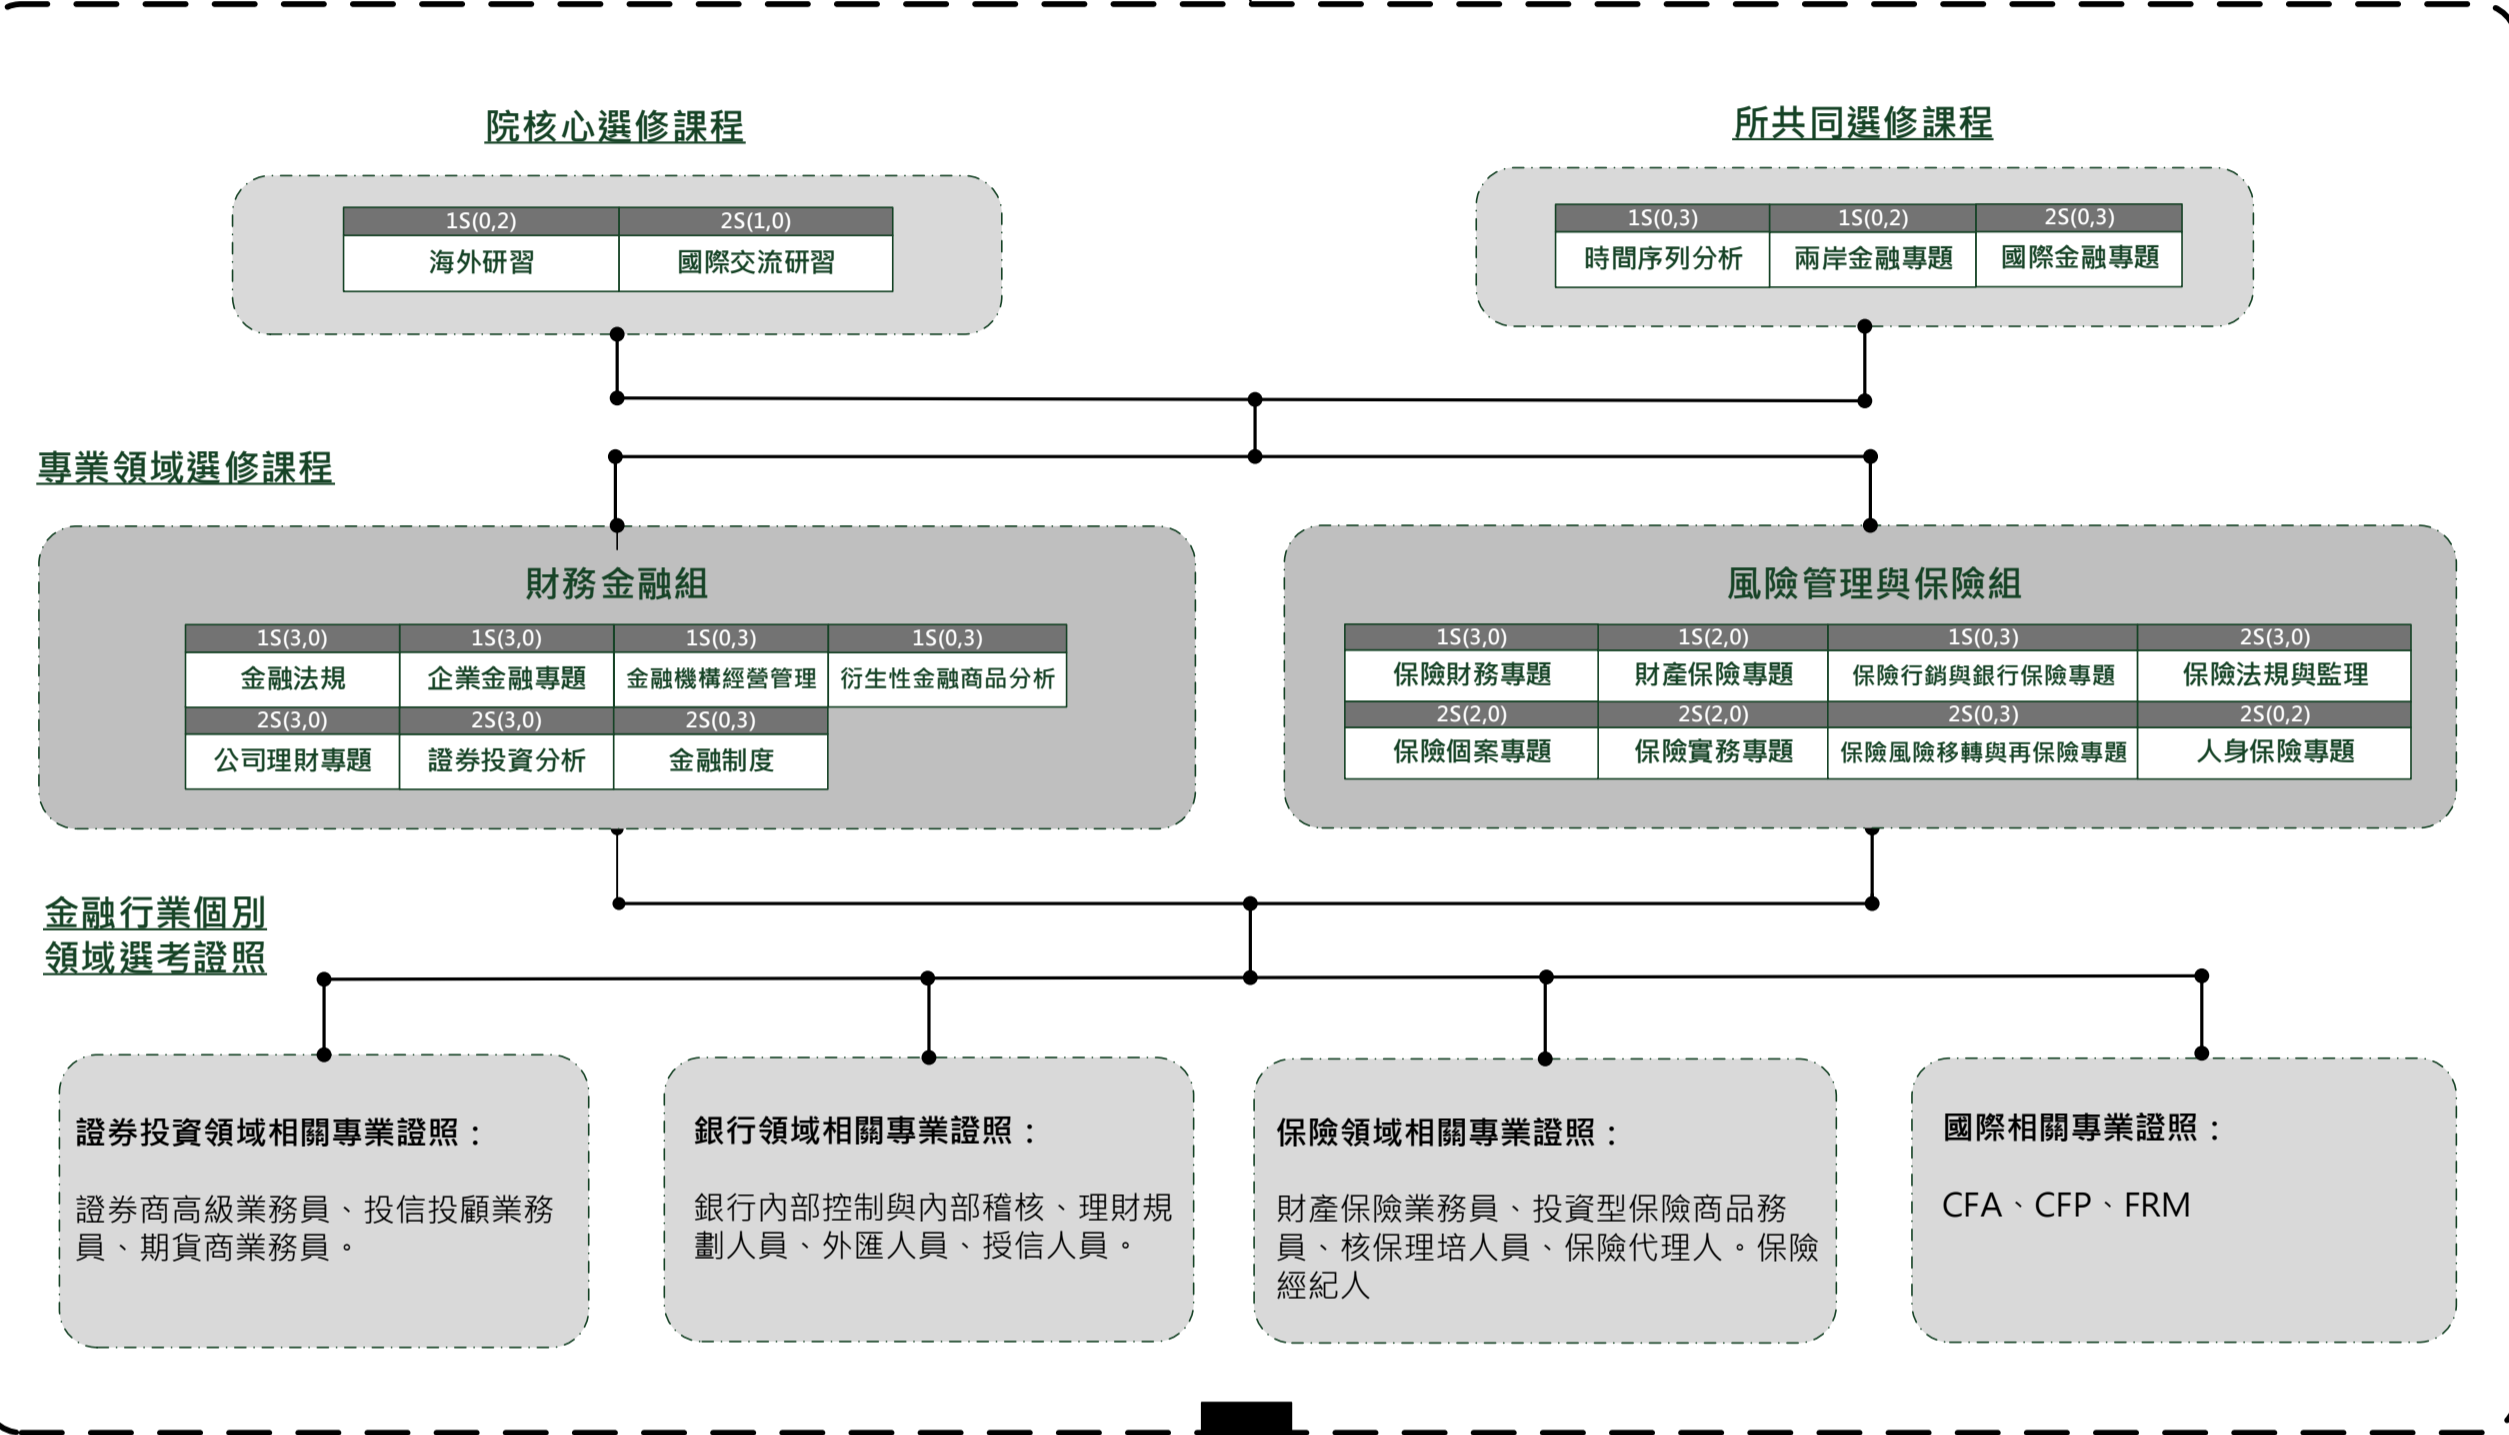 院核心選修課程
1S(0,2) 2S(1,0)
海外研習 國際交流研習
所共同選修課程
1S(0,3) 1S(0,2) 2S(0,3)
時間序列分析 兩岸金融專題 國際金融專題
專業領域選修課程
財務金融組
1S(3,0) 1S(3,0) 1S(0,3) 1S(0,3)
金融法規 企業金融專題 金融機構經營管理 衍生性金融商品分析
2S(3,0) 2S(3,0) 2S(0,3)
公司理財專題 證券投資分析 金融制度
風險管理與保險組
1S(3,0) 1S(2,0) 1S(0,3) 2S(3,0)
保險財務專題 財產保險專題 保險行銷與銀行保險專題 保險法規與監理
2S(2,0) 2S(2,0) 2S(0,3) 2S(0,2)
保險個案專題 保險實務專題 保險風險移轉與再保險專題 人身保險專題
金融行業個別
領域選考證照
證券投資領域相關專業證照：
證券商高級業務員、投信投顧業務
員、期貨商業務員。
銀行領域相關專業證照：
銀行內部控制與內部稽核、理財規
劃人員、外匯人員、授信人員。
保險領域相關專業證照：
財產保險業務員、投資型保險商品務
員、核保理培人員、保險代理人。保險
經紀人
國際相關專業證照：
CFA、CFP、FRM